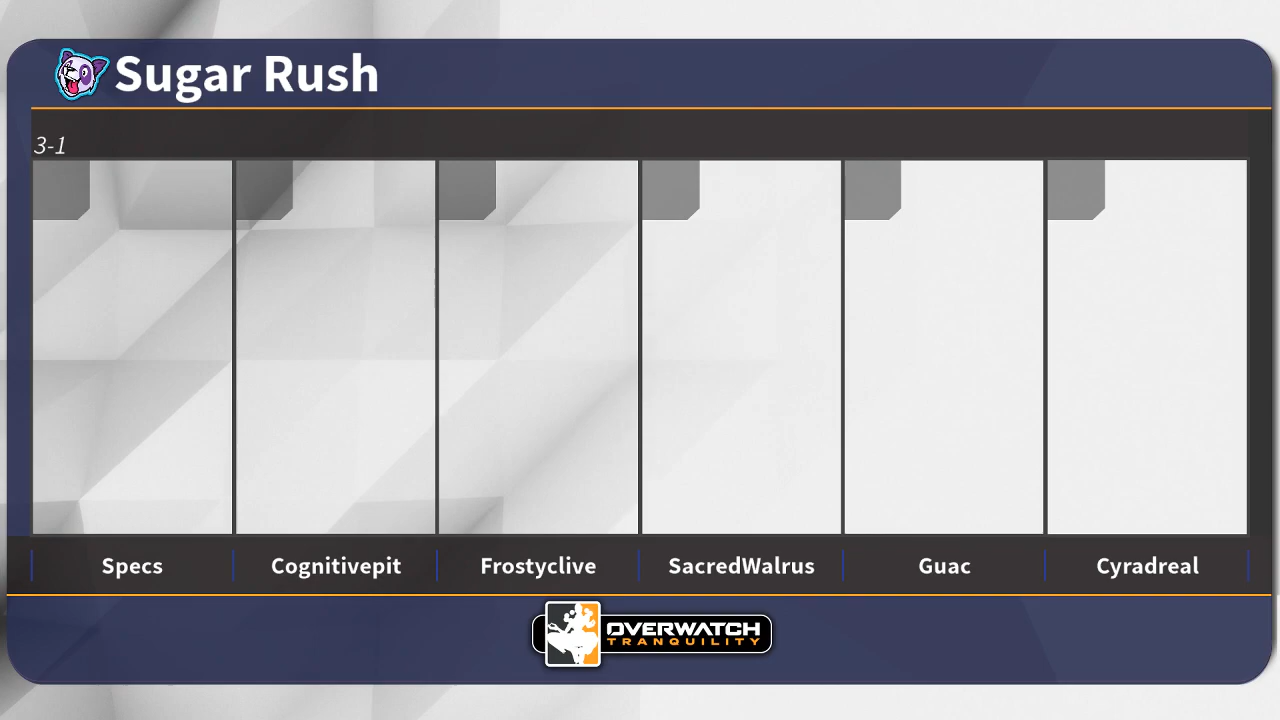 Sugar Rush
3-1
Specs
Cognitivepit
Frostyclive
SacredWalrus
Guac
Cyradreal
OVERWATCH
TRANQUILITY